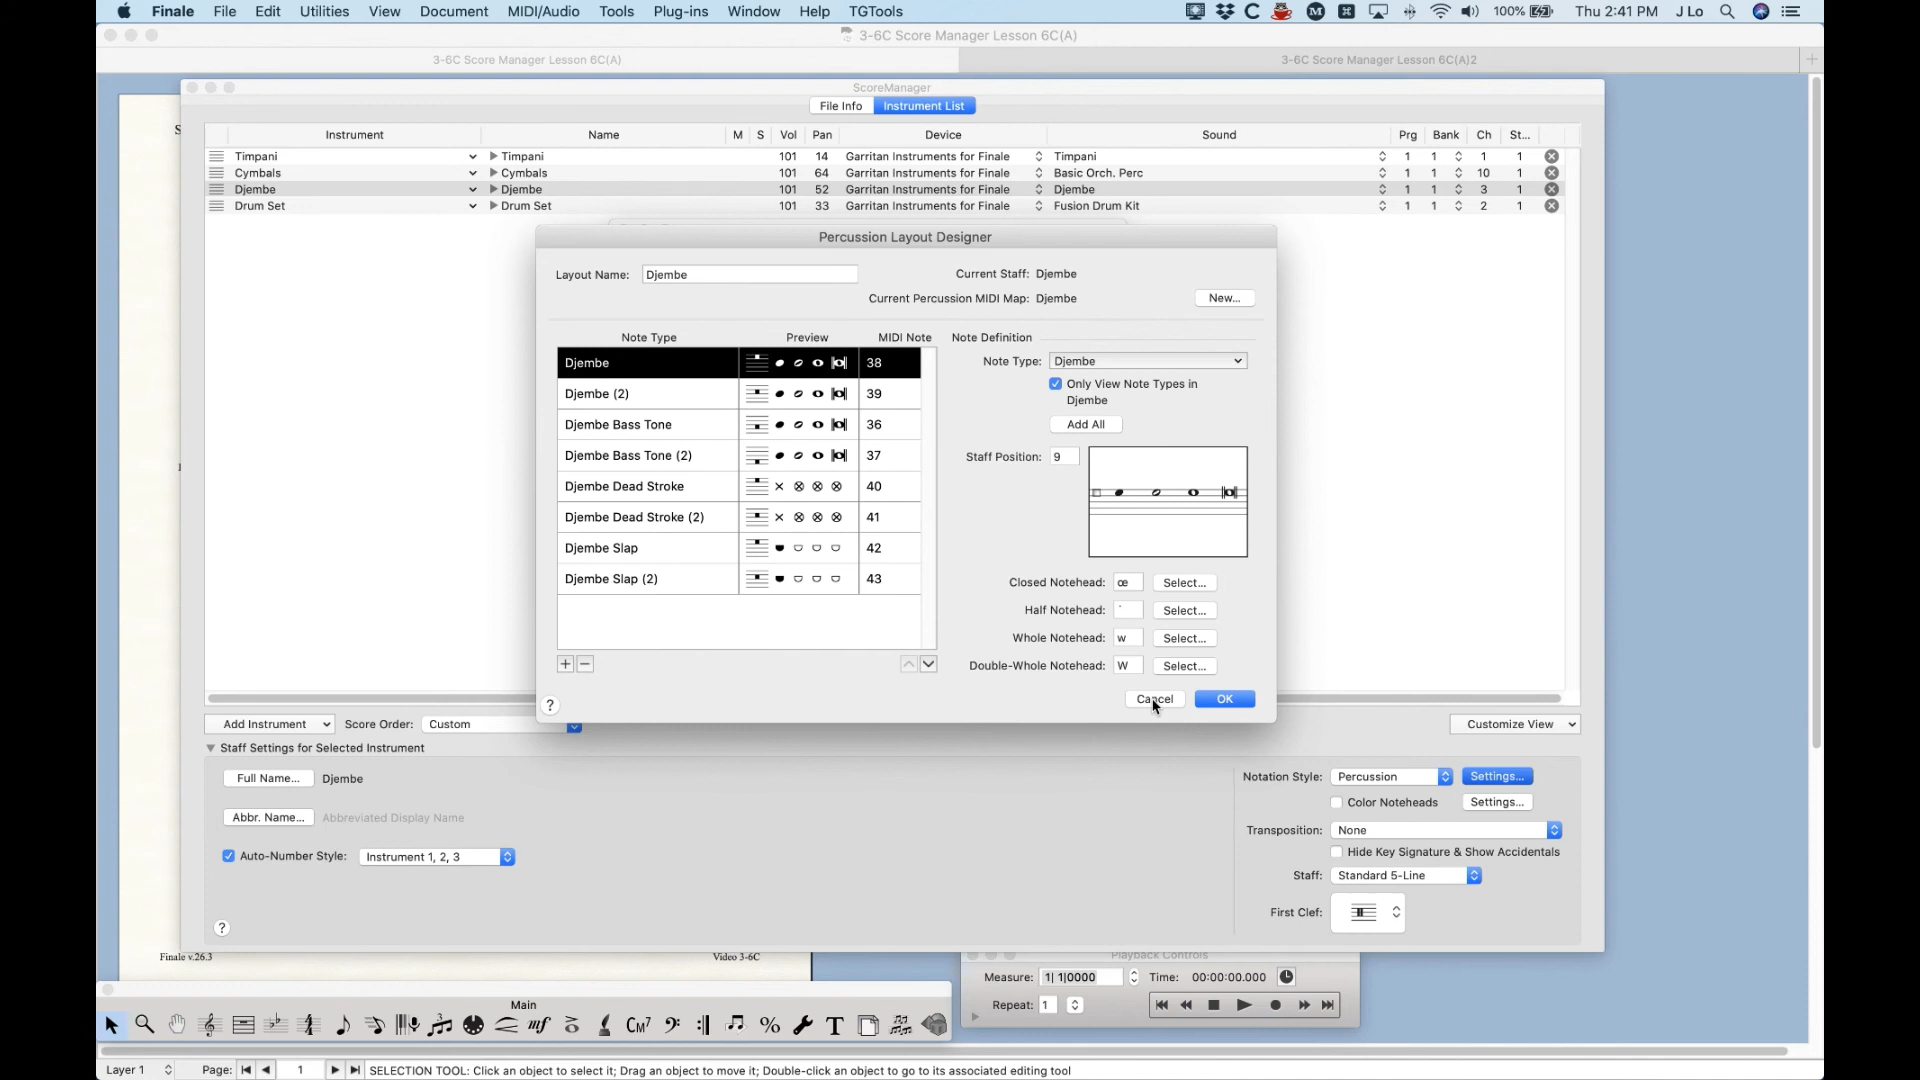 Finale File Edit Utilities View Document MIDI/Audio Tools Plug-ins Window Help TGTools 100% Thu 2:41 PM J Lo
3-6C Score Manager Lesson 6C(A)
3-6C Score Manager Lesson 6C(A) 3-6C Score Manager Lesson 6C(A)2
ScoreManager
File Info Instrument List
Instrument Name M S Vol Pan Device Sound Prg Bank Ch St...
Timpani Timpani 101 14 Garritan Instruments for Finale Timpani 1 1 1 1
Cymbals Cymbals 101 64 Garritan Instruments for Finale Basic Orch. Perc 1 1 10 1
Djembe Djembe 101 52 Garritan Instruments for Finale Djembe 1 1 3 1
Drum Set Drum Set 101 33 Garritan Instruments for Finale Fusion Drum Kit 1 1 2 1
Percussion Layout Designer
Layout Name: Djembe Current Staff: Djembe
Current Percussion MIDI Map: Djembe New...
Note Type Preview MIDI Note Note Definition
Djembe 38 Note Type: Djembe
Djembe (2) 39 Only View Note Types in
Djembe
Djembe Bass Tone 36 Add All
Djembe Bass Tone (2) 37 Staff Position: 9
Djembe Dead Stroke 40
Djembe Dead Stroke (2) 41
Djembe Slap 42
Djembe Slap (2) 43 Closed Notehead: œ Select...
Half Notehead: ˙ Select...
Whole Notehead: w Select...
+ − Double-Whole Notehead: W Select...
? Cancel OK
Add Instrument Score Order: Custom Customize View
Staff Settings for Selected Instrument
Full Name... Djembe Notation Style: Percussion Settings...
Color Noteheads Settings...
Abbr. Name... Abbreviated Display Name
Transposition: None
Auto-Number Style: Instrument 1, 2, 3 Hide Key Signature & Show Accidentals
Staff: Standard 5-Line
First Clef:
?
Finale v.26.3 Video 3-6C Playback Controls
Measure: 1| 1|0000 Time: 00:00:00.000
Main Repeat: 1
mf CM7 % T
Layer 1 Page: 1 SELECTION TOOL: Click an object to select it; Drag an object to move it; Double-click an object to go to its associated editing tool